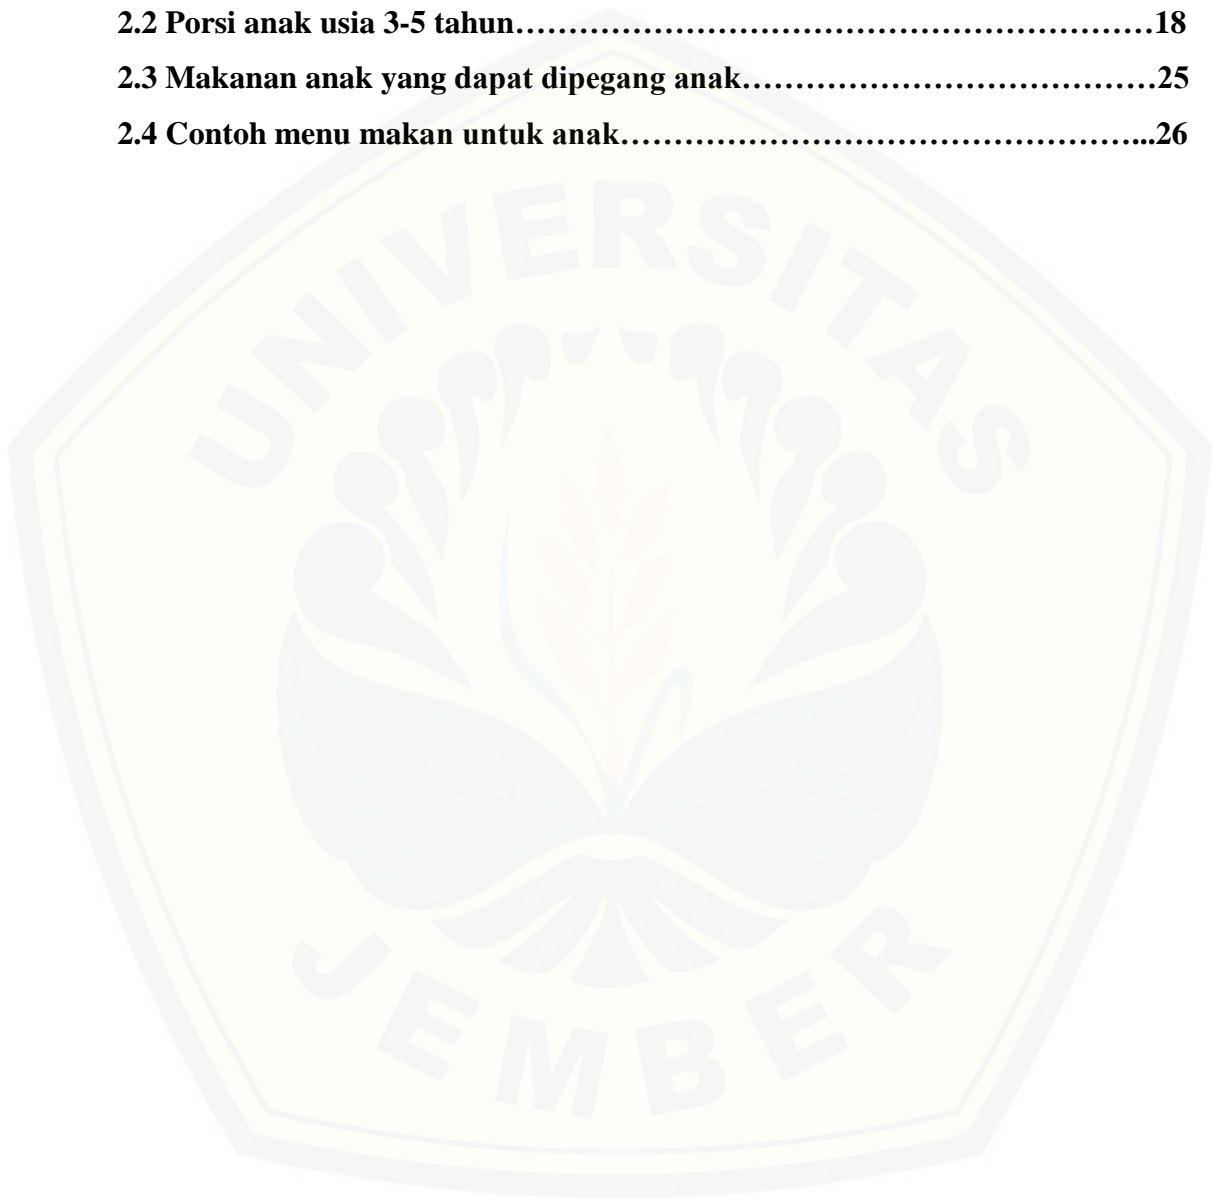 2.2 Porsi anak usia 3-5 tahun……………………………………………………18
2.3 Makanan anak yang dapat dipegang anak…………………………………25
2.4 Contoh menu makan untuk anak…………………………………………...26
UNIVERSITAS
JEMBER